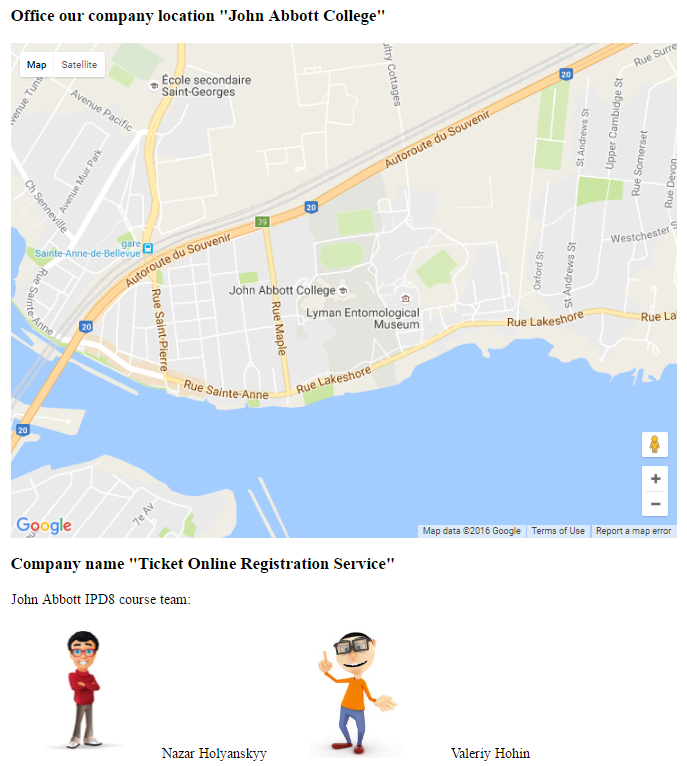 Office our company location "John Abbott College"
Map
Satellite
École secondaire
Saint-Georges
Avenue Pacific
Avenue Muir Park
Ch Senneville
gare
Sainte-Anne-de-Bellevue
Rue Sainte-Anne
Autoroute du Souvenir
20
39
20
20
20
Autoroute du Souvenir
Rue Surre
St Andrews St
Upper Cambidge St
Rue Somerset
Rue Devon
Westchester S
Oxford St
St Andrews St
John Abbott College
Lyman Entomological
Museum
Rue Saint-Pierre
Rue Maple
Rue Lakeshore
Rue La
Rue Sainte-Anne
Rue Lakeshore
7e Av
Google
Map data ©2016 Google
Terms of Use
Report a map error
Company name "Ticket Online Registration Service"
John Abbott IPD8 course team:
Nazar Holyanskyy
Valeriy Hohin